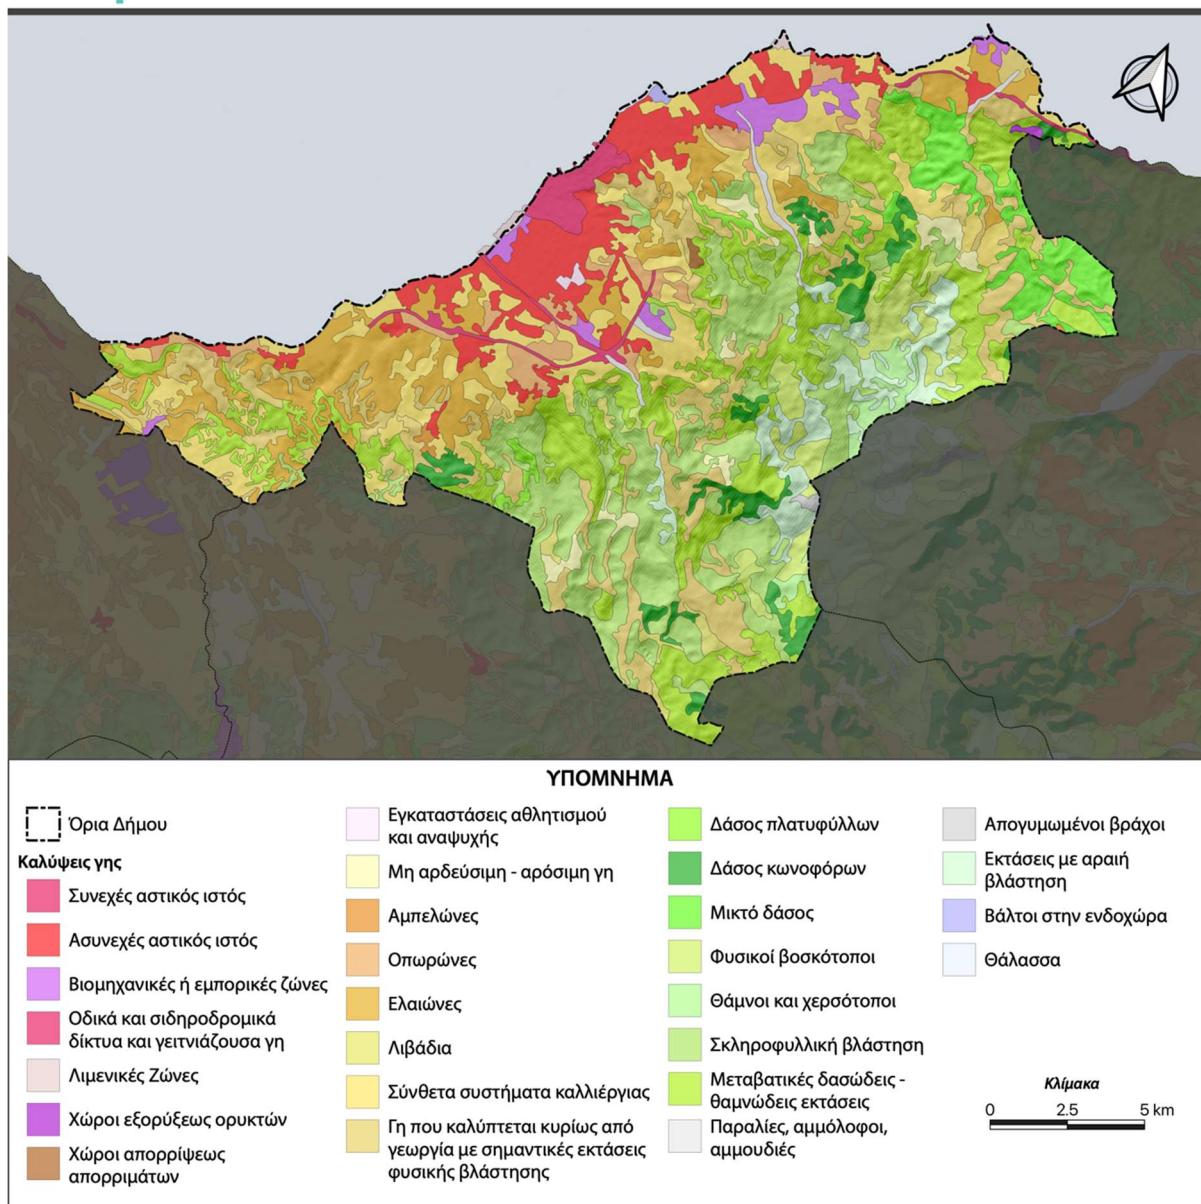 ΥΠΟΜΝΗΜΑ
Όρια Δήμου
Καλύψεις γης
Συνεχές αστικός ιστός
Ασυνεχές αστικός ιστός
Βιομηχανικές ή εμπορικές ζώνες
Οδικά και σιδηροδρομικά
δίκτυα και γειτνιάζουσα γη
Λιμενικές Ζώνες
Χώροι εξορύξεως ορυκτών
Χώροι απορρίψεως
απορριμάτων
Εγκαταστάσεις αθλητισμού
και αναψυχής
Μη αρδεύσιμη - αρόσιμη γη
Αμπελώνες
Οπωρώνες
Ελαιώνες
Λιβάδια
Σύνθετα συστήματα καλλιέργιας
Γη που καλύπτεται κυρίως από
γεωργία με σημαντικές εκτάσεις
φυσικής βλάστησης
Δάσος πλατυφύλλων
Δάσος κωνοφόρων
Μικτό δάσος
Φυσικοί βοσκότοποι
Θάμνοι και χερσότοποι
Σκληροφυλλική βλάστηση
Μεταβατικές δασώδεις -
θαμνώδεις εκτάσεις
Παραλίες, αμμόλοφοι,
αμμουδιές
Απογυμωμένοι βράχοι
Εκτάσεις με αραιή
βλάστηση
Βάλτοι στην ενδοχώρα
Θάλασσα
Κλίμακα
0 2.5 5 km